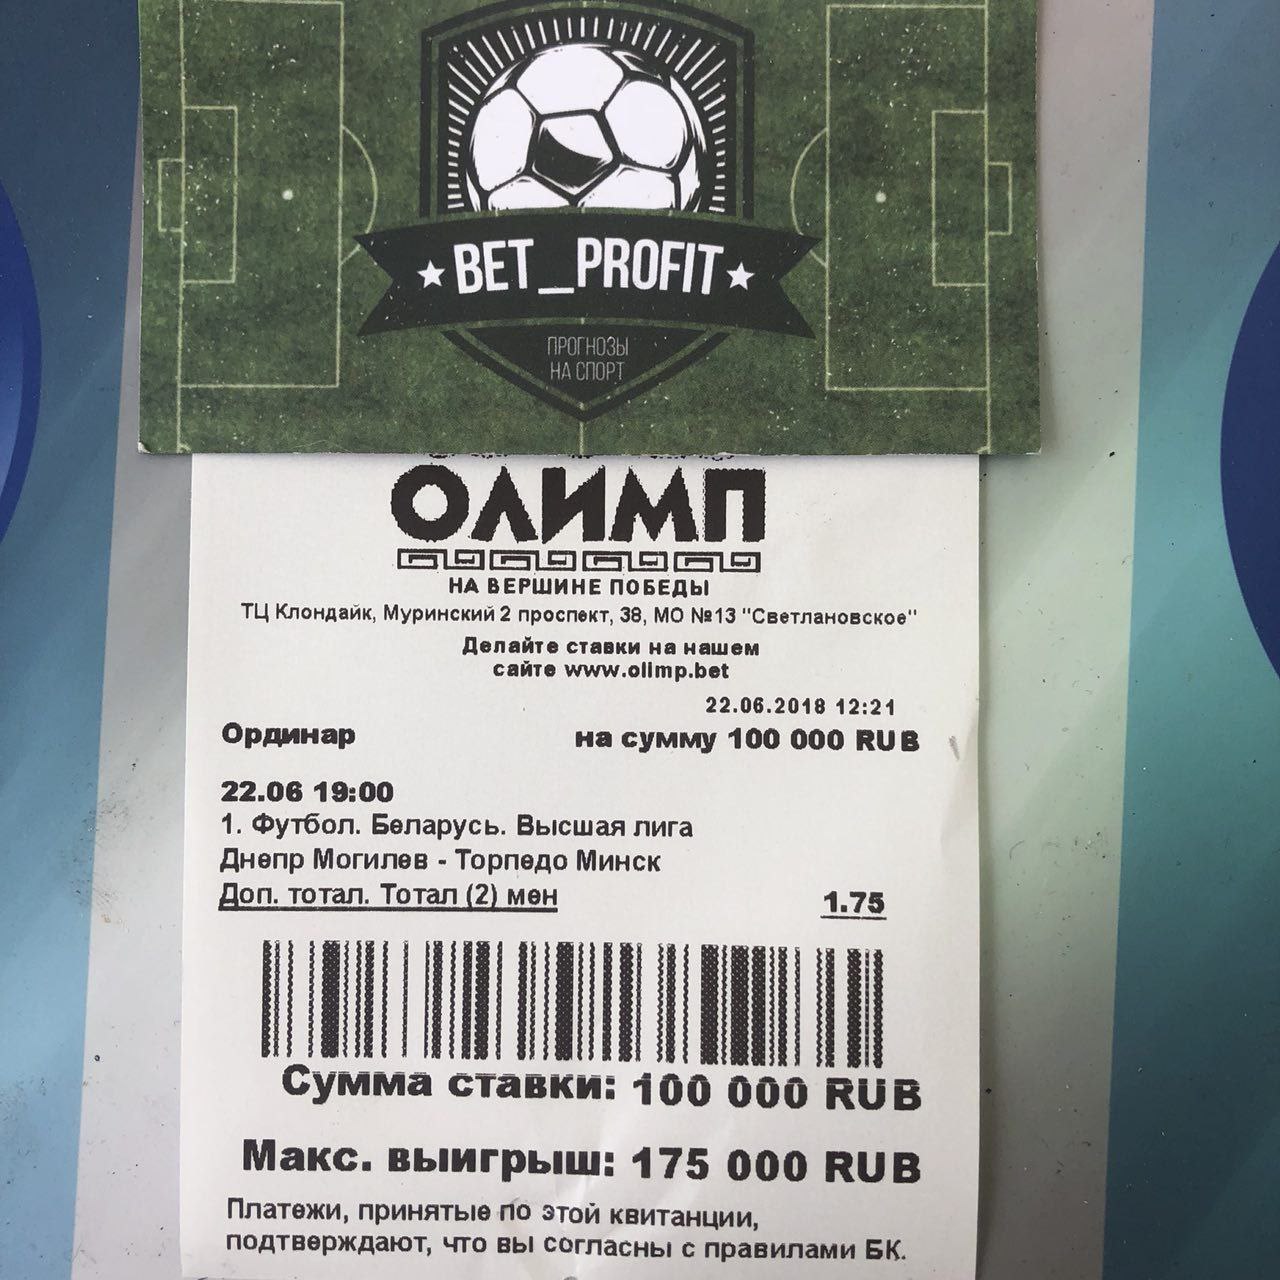 BET_PROFIT
ПРОГНОЗЫ
НА СПОРТ
ОЛИМП
НА ВЕРШИНЕ ПОБЕДЫ
ТЦ Клондайк, Муринский 2 проспект, 38, МО №13 "Светлановское"
Делайте ставки на нашем
сайте www.olimp.bet
22.06.2018 12:21
Ординар на сумму 100 000 RUB
22.06 19:00
1. Футбол. Беларусь. Высшая лига
Днепр Могилев - Торпедо Минск
Доп. тотал. Тотал (2) мен 1.75
Сумма ставки: 100 000 RUB
Макс. выигрыш: 175 000 RUB
Платежи, принятые по этой квитанции,
подтверждают, что вы согласны с правилами БК.